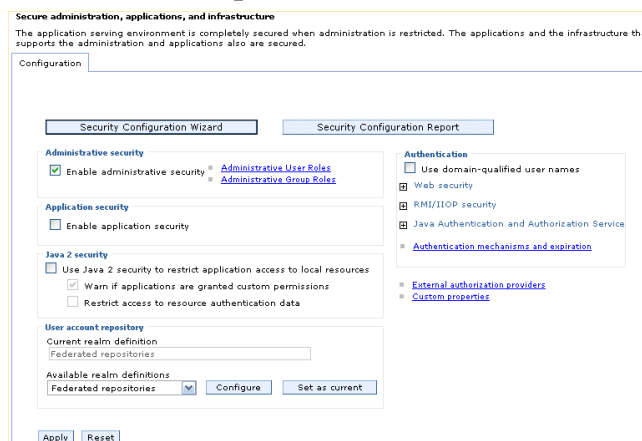 Secure administration, applications, and infrastructure
The application serving environment is completely secured when administration is restricted. The applications and the infrastructure th
supports the administration and applications also are secured.
Configuration
Security Configuration Wizard
Security Configuration Report
Administrative security
Enable administrative security
Administrative User Roles
Administrative Group Roles
Application security
Enable application security
Java 2 security
Use Java 2 security to restrict application access to local resources
Warn if applications are granted custom permissions
Restrict access to resource authentication data
User account repository
Current realm definition
Federated repositories
Available realm definitions
Federated repositories
Configure
Set as current
Authentication
Use domain-qualified user names
Web security
RMI/IIOP security
Java Authentication and Authorization Service
Authentication mechanisms and expiration
External authorization providers
Custom properties
Apply
Reset